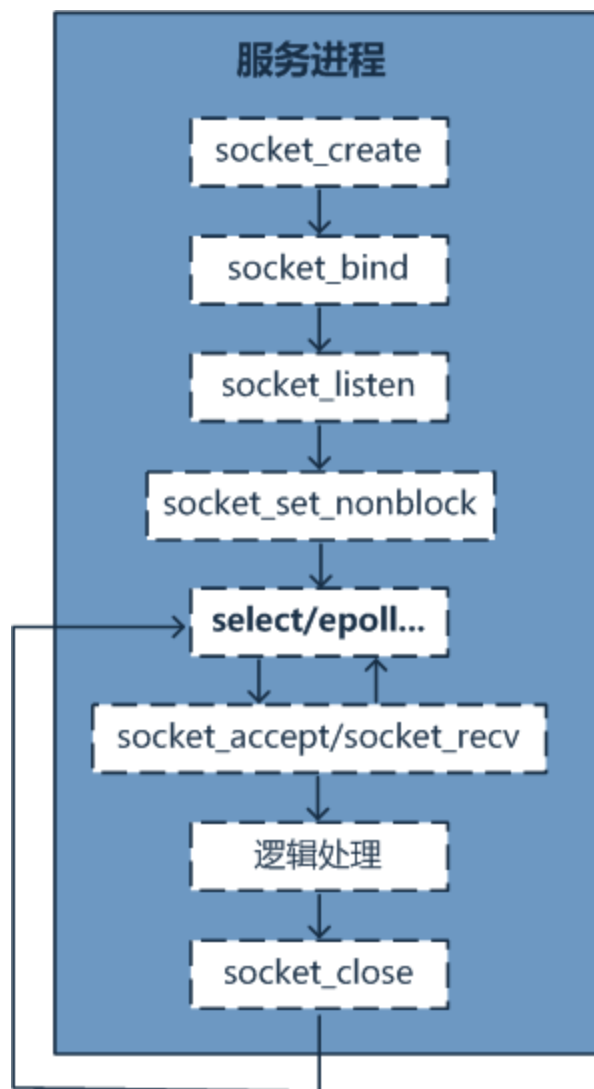 服务进程
socket_create
socket_bind
socket_listen
socket_set_nonblock
select/epoll...
socket_accept/socket_recv
逻辑处理
socket_close